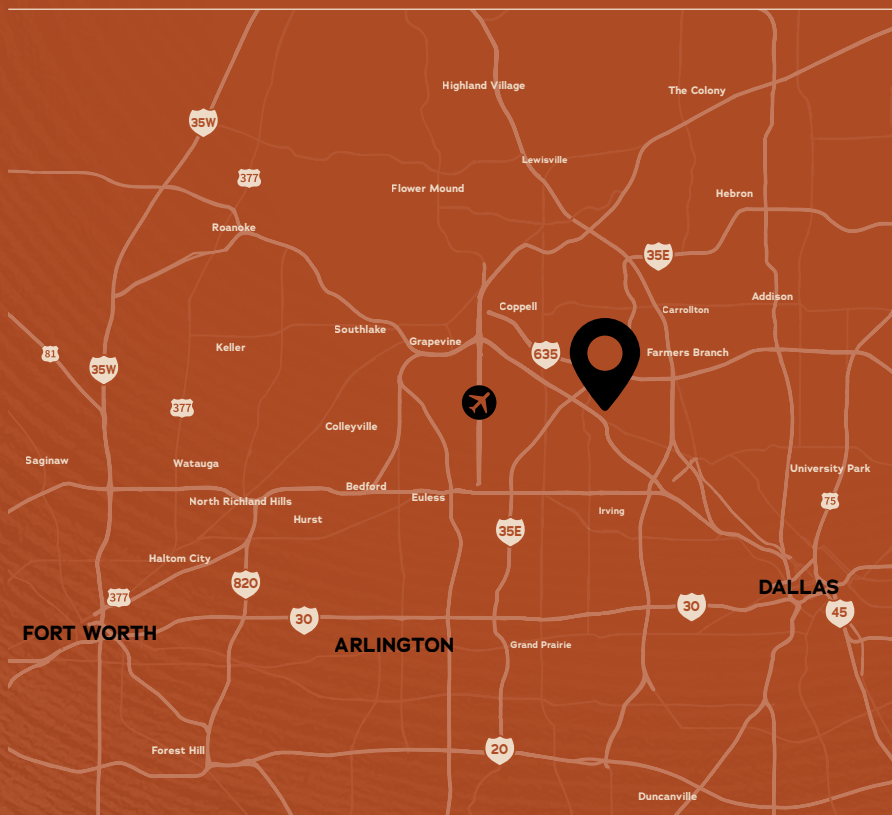 Highland Village
The Colony
35W
Lewisville
377
Flower Mound
Hebron
Roanoke
35E
Addison
Coppell
Carrollton
Southlake
Grapevine
Keller
81
635
Farmers Branch
35W
377
Colleyville
Saginaw
Watauga
University Park
Bedford
Euless
North Richland Hills
75
Irving
Hurst
35E
Haltom City
820
DALLAS
377
30
45
30
FORT WORTH
ARLINGTON
Grand Prairie
Forest Hill
20
Duncanville